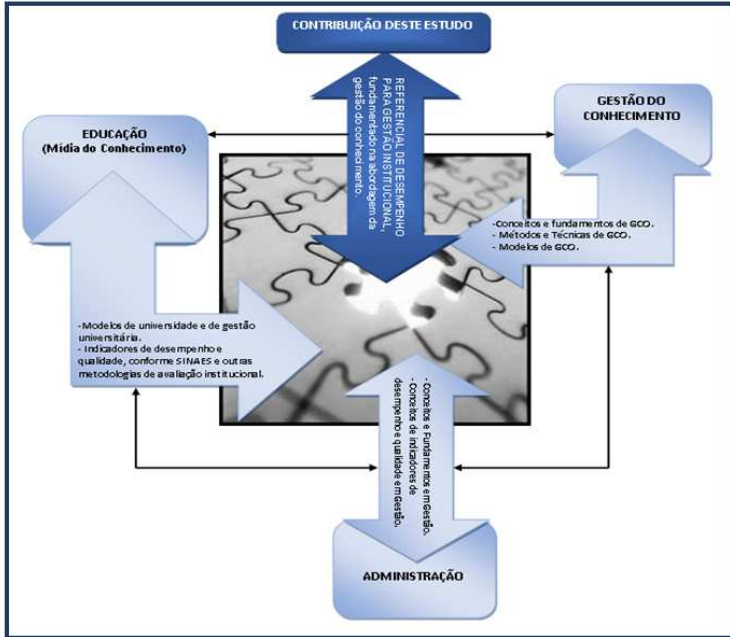 CONTRIBUIÇÃO DESTE ESTUDO
REFERENCIAL DE DESEMPENHO
PARA GESTÃO INSTITUCIONAL,
fundamentado na abordagem da
gestão do conhecimento.
EDUCAÇÃO
(Mídia do Conhecimento)
GESTÃO DO
CONHECIMENTO
-Conceitos e fundamentos de GCO.
- Métodos e Técnicas de GCO.
- Modelos de GCO.
- Modelos de universidade e de gestão
universitária.
- Indicadores de desempenho e
qualidade, conforme SINAES e outras
metodologias de avaliação institucional.
- Conceitos e Fundamentos em Gestão.
- Conceitos de indicadores de
desempenho e qualidade em Gestão.
ADMINISTRAÇÃO